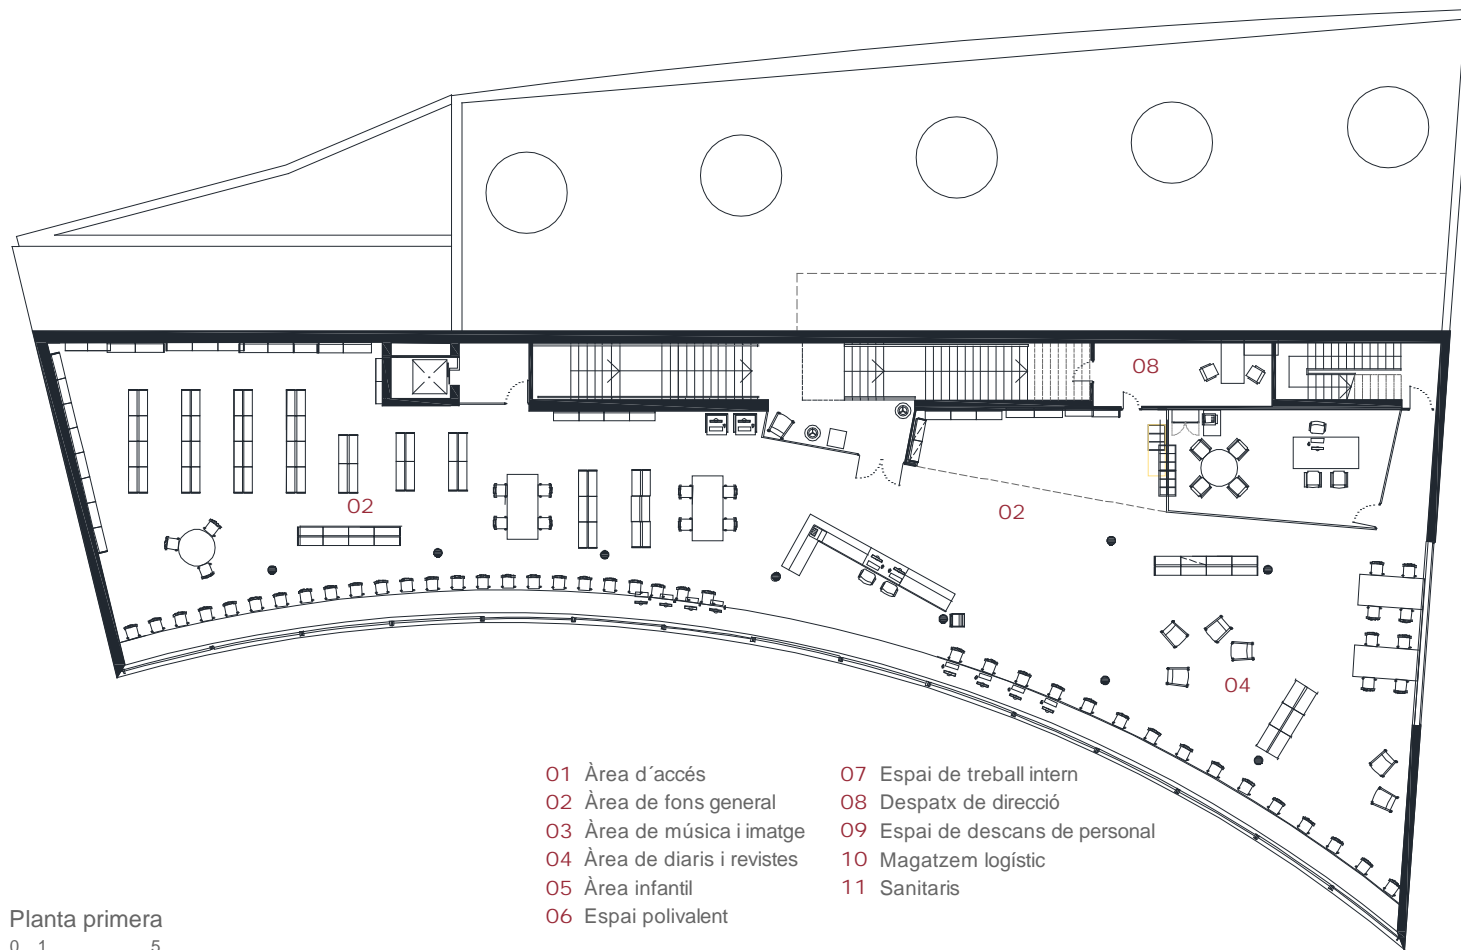 08
02
02
04
01 Àrea d´accés
02 Àrea de fons general
03 Àrea de música i imatge
04 Àrea de diaris i revistes
05 Àrea infantil
06 Espai polivalent
07 Espai de treball intern
08 Despatx de direcció
09 Espai de descans de personal
10 Magatzem logístic
11 Sanitaris
Planta primera
0 1 5